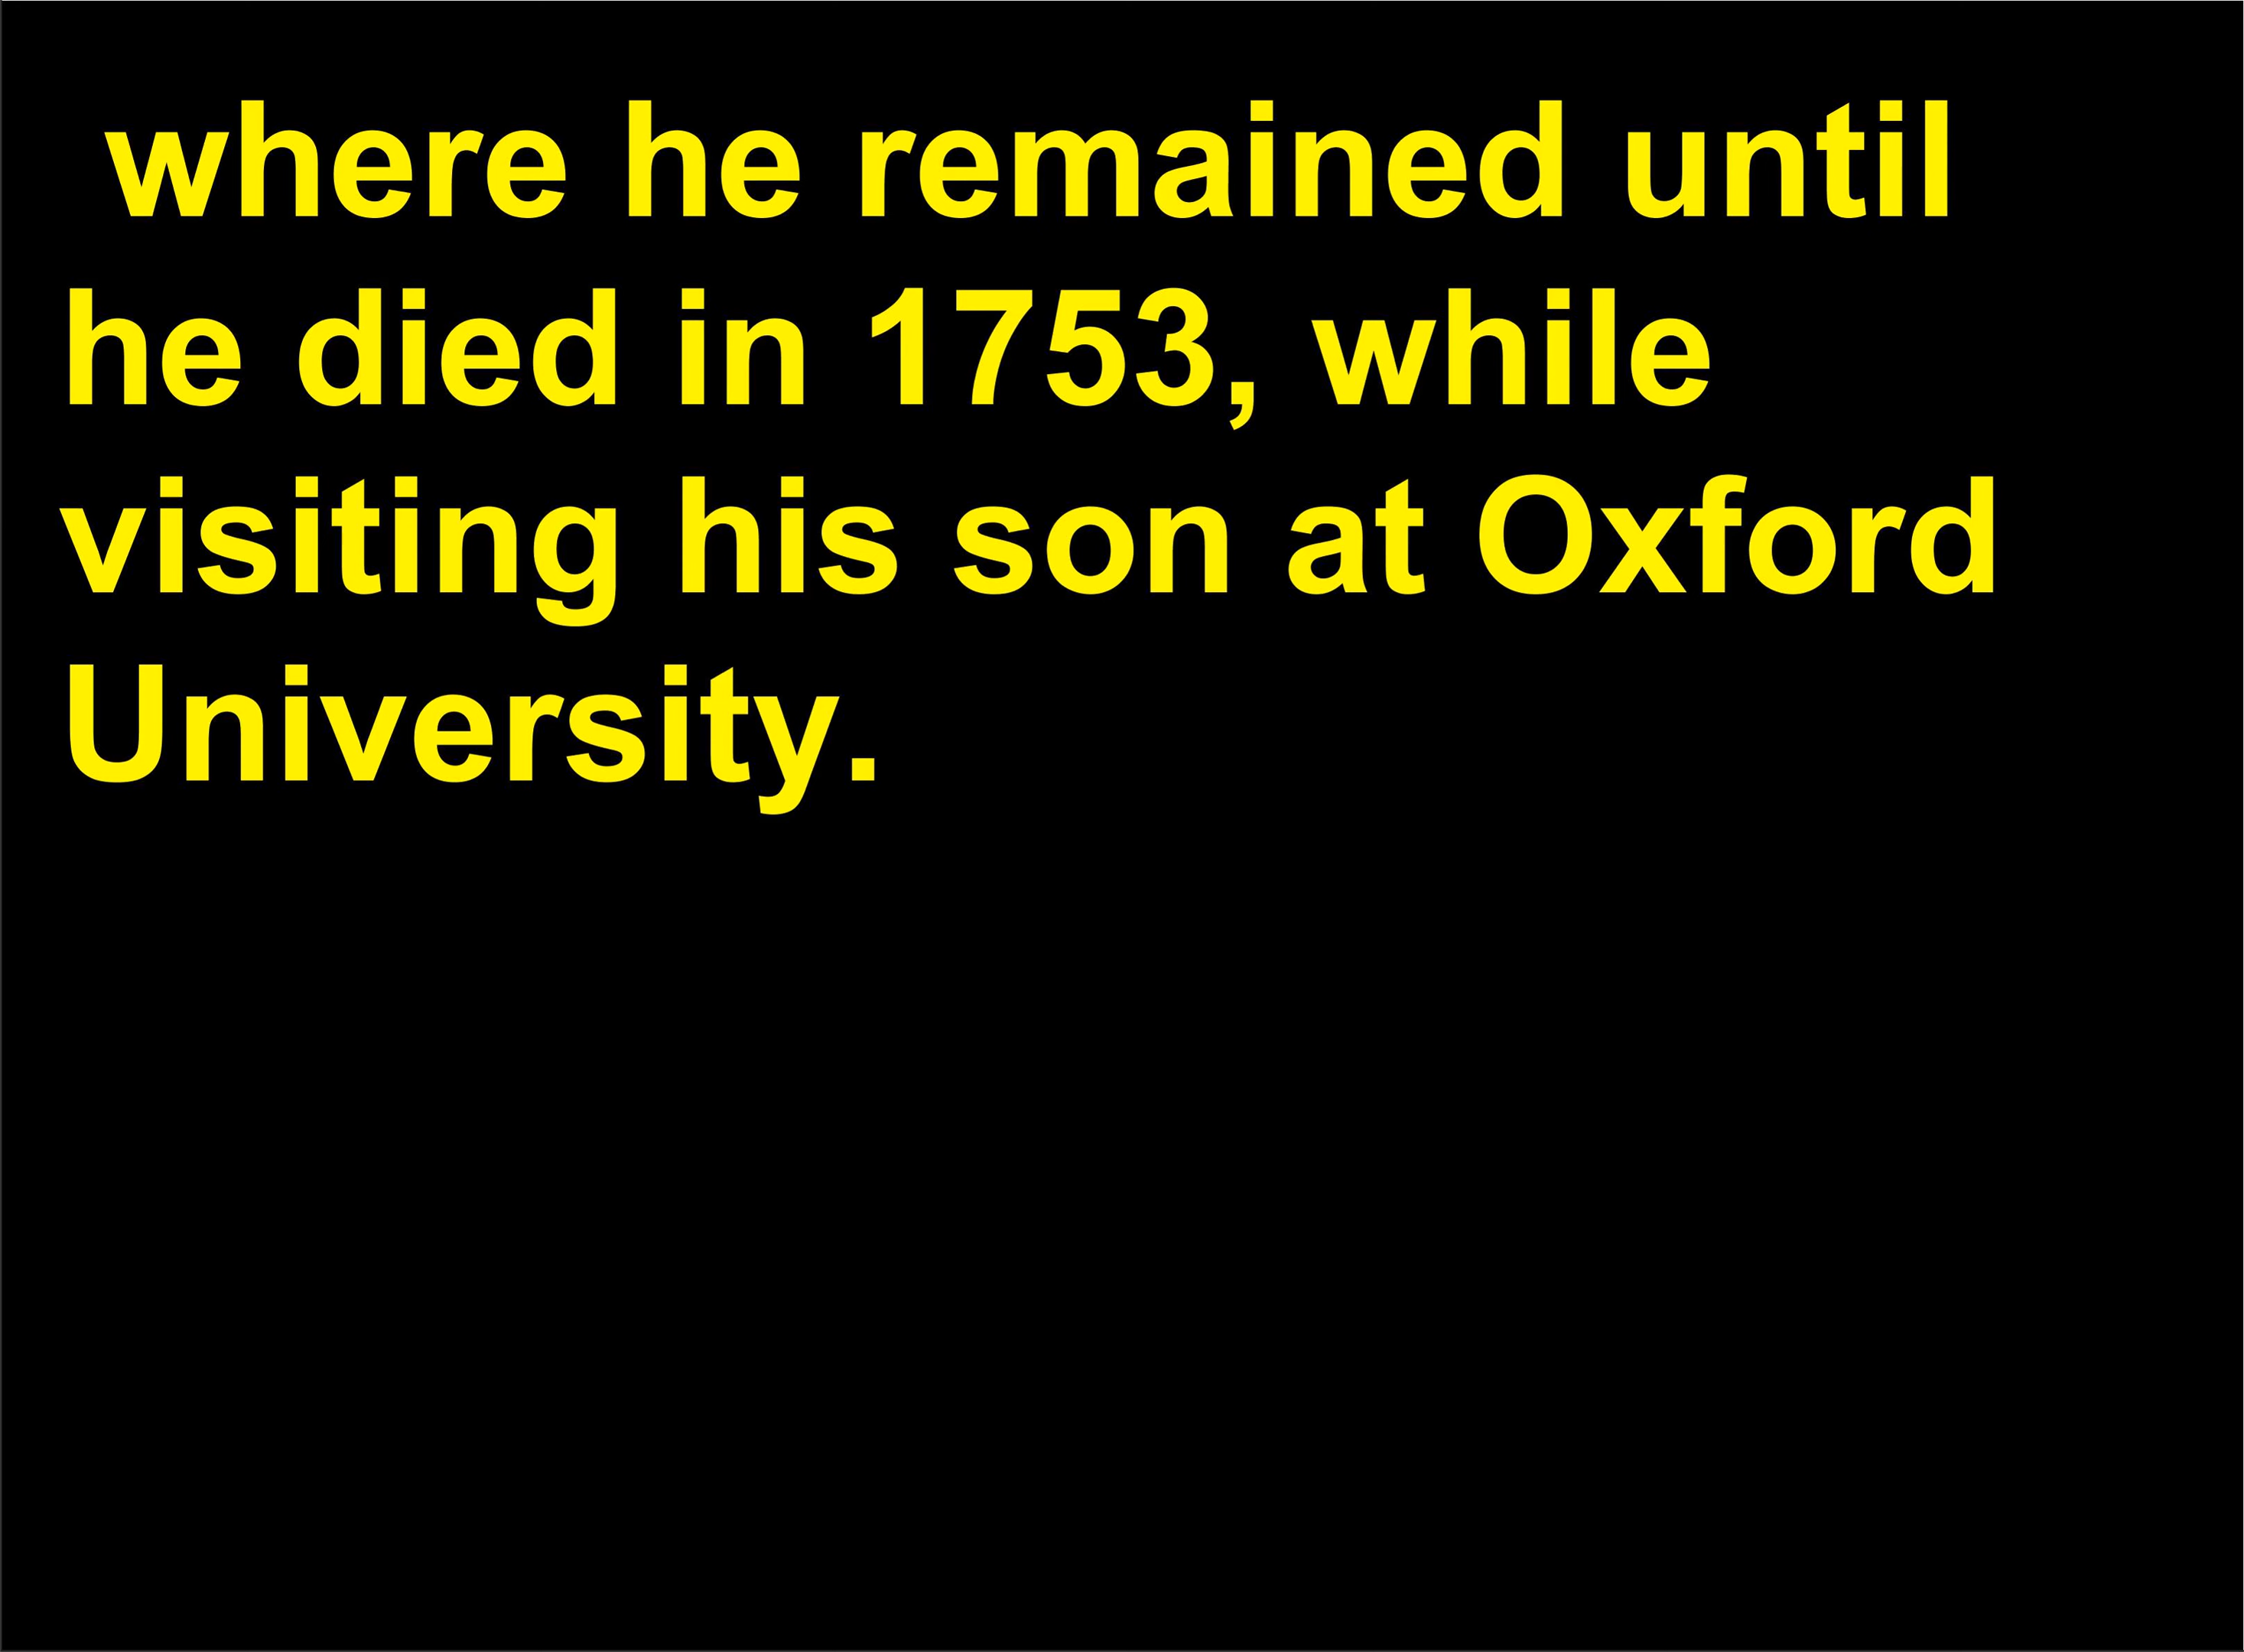 where he remained until
he died in 1753, while
visiting his son at Oxford
University.